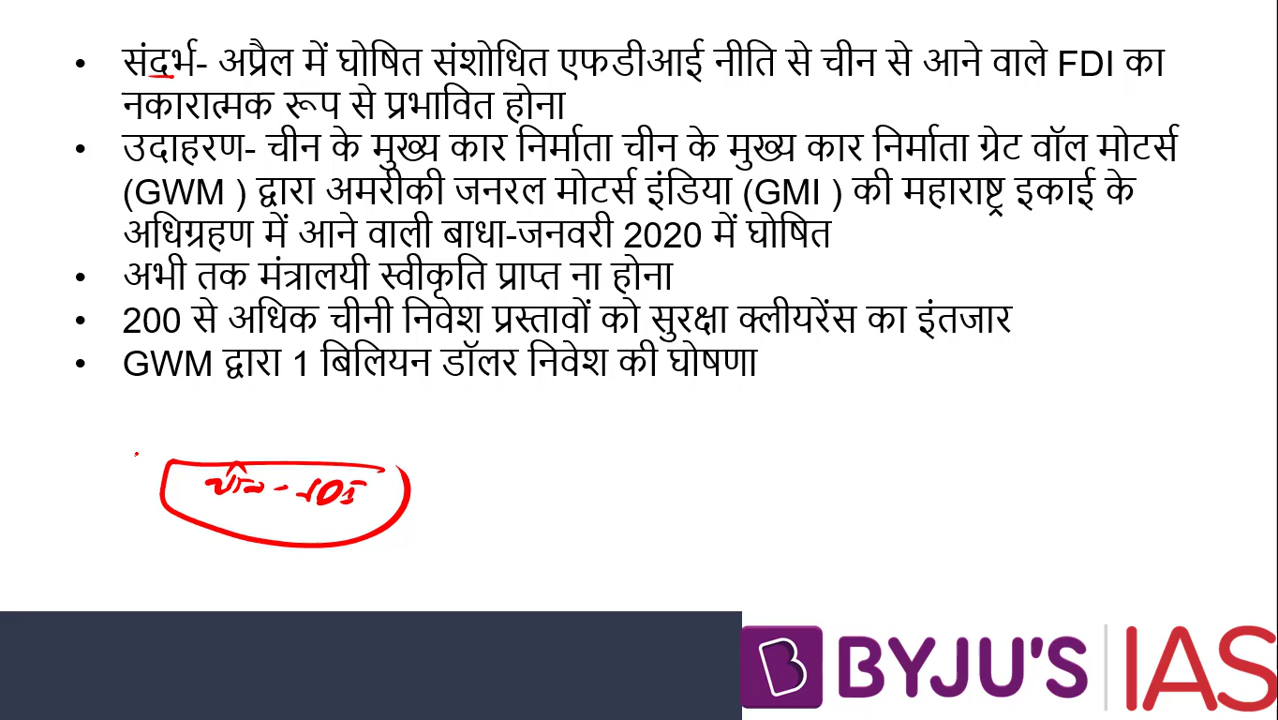 • संदर्भ- अप्रैल में घोषित संशोधित एफडीआई नीति से चीन से आने वाले FDI का
नकारात्मक रूप से प्रभावित होना
• उदाहरण- चीन के मुख्य कार निर्माता चीन के मुख्य कार निर्माता ग्रेट वॉल मोटर्स
(GWM ) द्वारा अमरीकी जनरल मोटर्स इंडिया (GMI ) की महाराष्ट्र इकाई के
अधिग्रहण में आने वाली बाधा-जनवरी 2020 में घोषित
• अभी तक मंत्रालयी स्वीकृति प्राप्त ना होना
• 200 से अधिक चीनी निवेश प्रस्तावों को सुरक्षा क्लीयरेंस का इंतजार
• GWM द्वारा 1 बिलियन डॉलर निवेश की घोषणा
चीन - FDI
BYJU'S | IAS